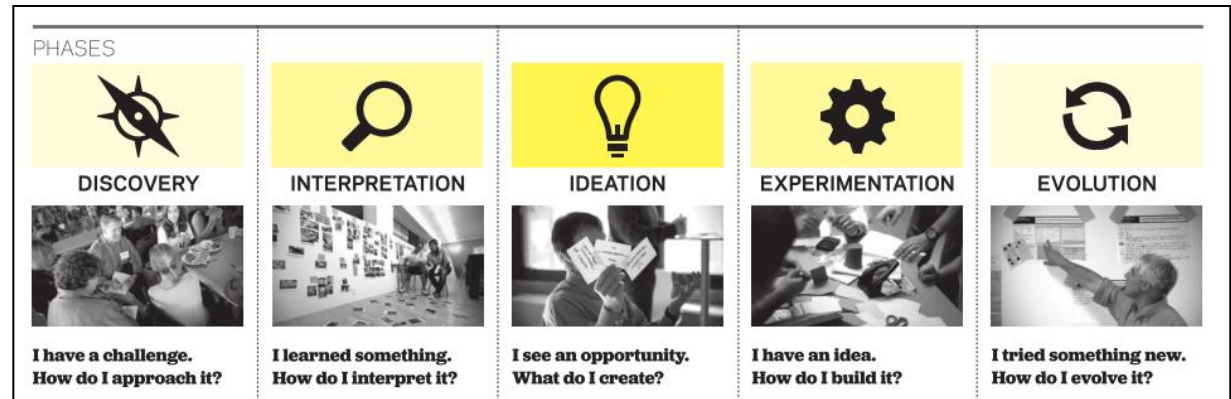 PHASES
DISCOVERY
INTERPRETATION
IDEATION
EXPERIMENTATION
EVOLUTION
I have a challenge.
How do I approach it?
I learned something.
How do I interpret it?
I see an opportunity.
What do I create?
I have an idea.
How do I build it?
I tried something new.
How do I evolve it?